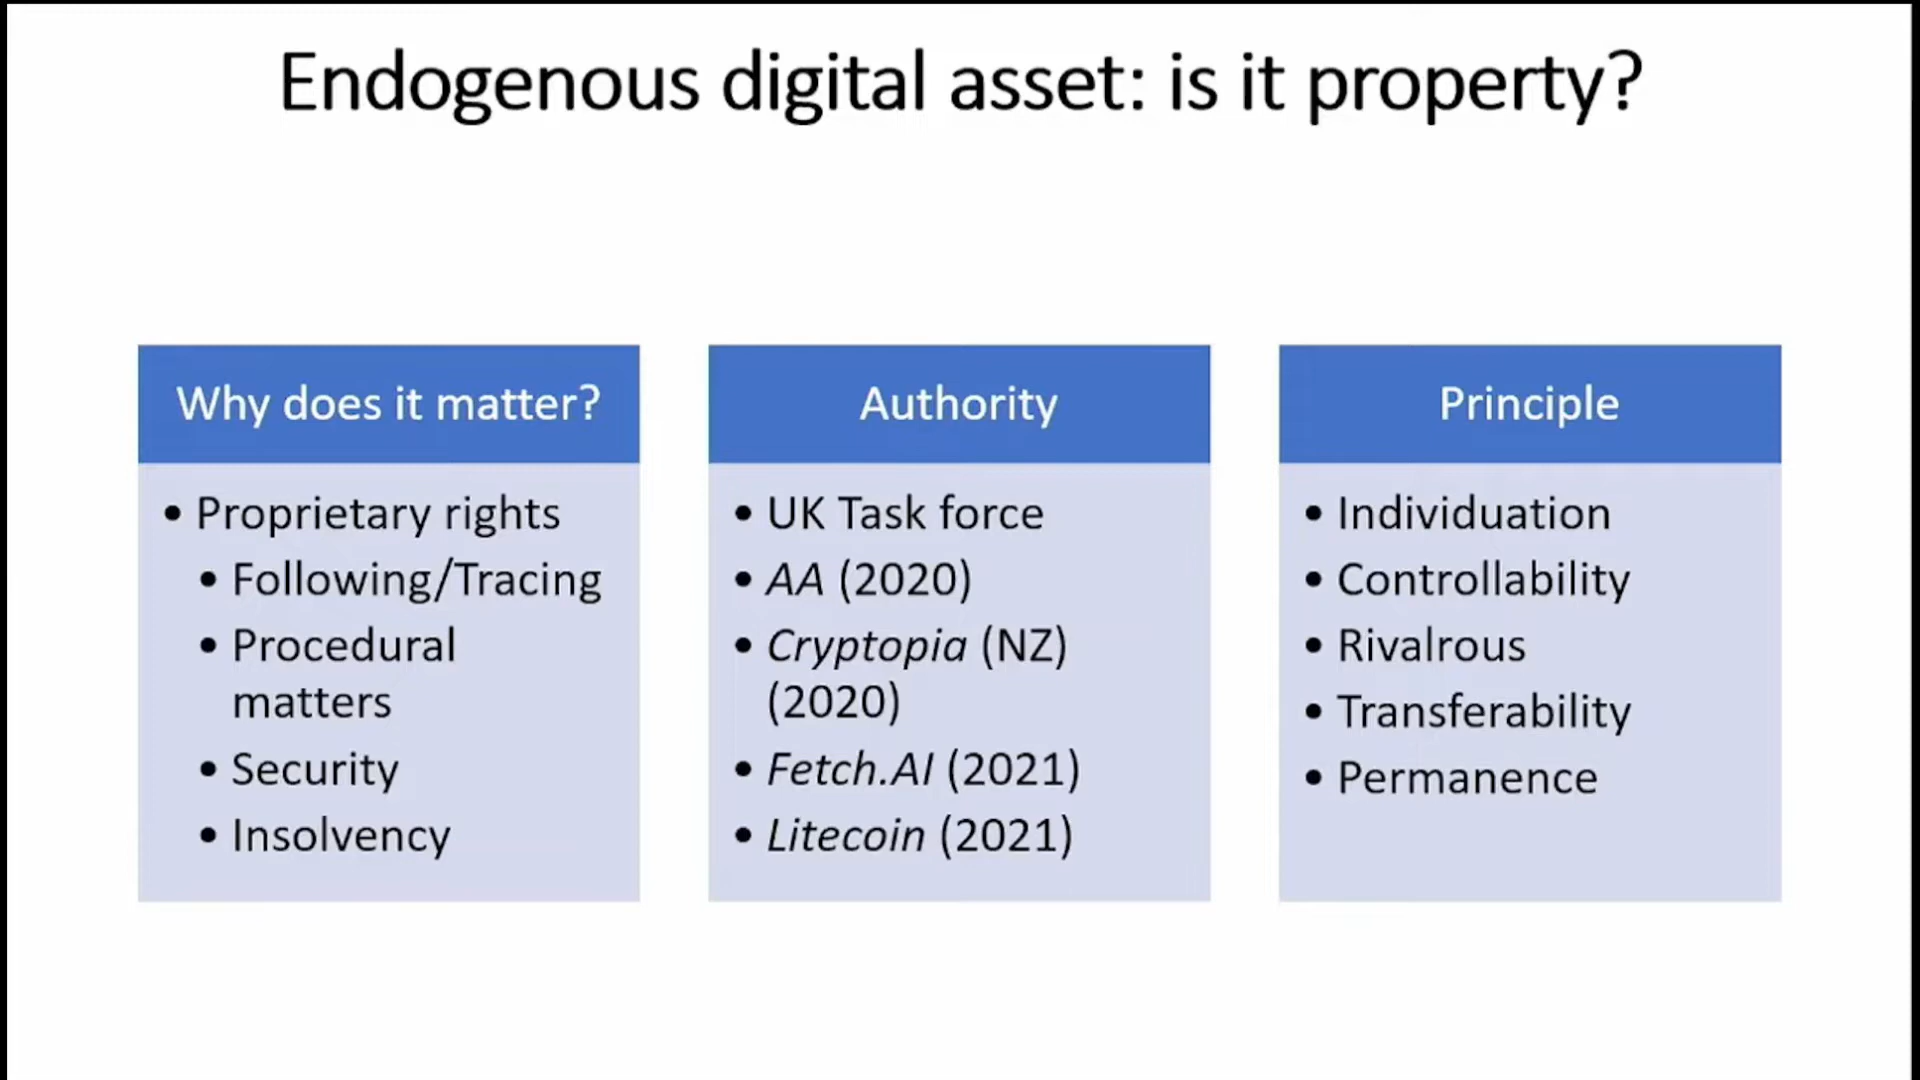 Endogenous digital asset: is it property?
Why does it matter?
• Proprietary rights
• Following/Tracing
• Procedural
matters
• Security
• Insolvency
Authority
• UK Task force
• AA (2020)
• Cryptopia (NZ)
(2020)
• Fetch.AI (2021)
• Litecoin (2021)
Principle
• Individuation
• Controllability
• Rivalrous
• Transferability
• Permanence